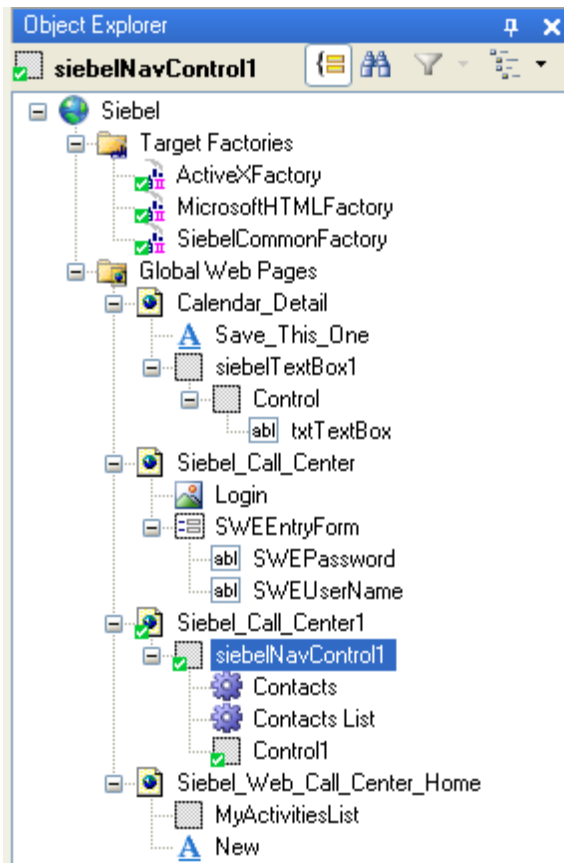 Object Explorer
siebelNavControl1
Siebel
Target Factories
ActiveXFactory
MicrosoftHTMLFactory
SiebelCommonFactory
Global Web Pages
Calendar_Detail
A Save_This_One
siebelTextBox1
Control
abl txtTextBox
Siebel_Call_Center
Login
SWEEntryForm
abl SWEPassword
abl SWEUserName
Siebel_Call_Center1
siebelNavControl1
Contacts
Contacts List
Control1
Siebel_Web_Call_Center_Home
MyActivitiesList
A New